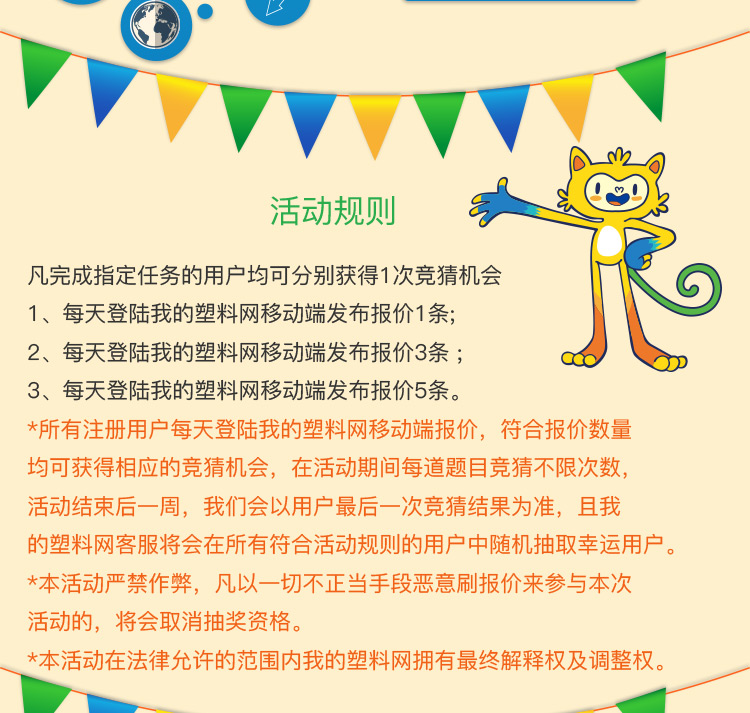 活动规则
凡完成指定任务的用户均可分别获得1次竞猜机会
1、每天登陆我的塑料网移动端发布报价1条;
2、每天登陆我的塑料网移动端发布报价3条 ;
3、每天登陆我的塑料网移动端发布报价5条。
*所有注册用户每天登陆我的塑料网移动端报价，符合报价数量
均可获得相应的竞猜机会，在活动期间每道题目竞猜不限次数，
活动结束后一周，我们会以用户最后一次竞猜结果为准，且我
的塑料网客服将会在所有符合活动规则的用户中随机抽取幸运用户。
*本活动严禁作弊，凡以一切不正当手段恶意刷报价来参与本次
活动的，将会取消抽奖资格。
*本活动在法律允许的范围内我的塑料网拥有最终解释权及调整权。